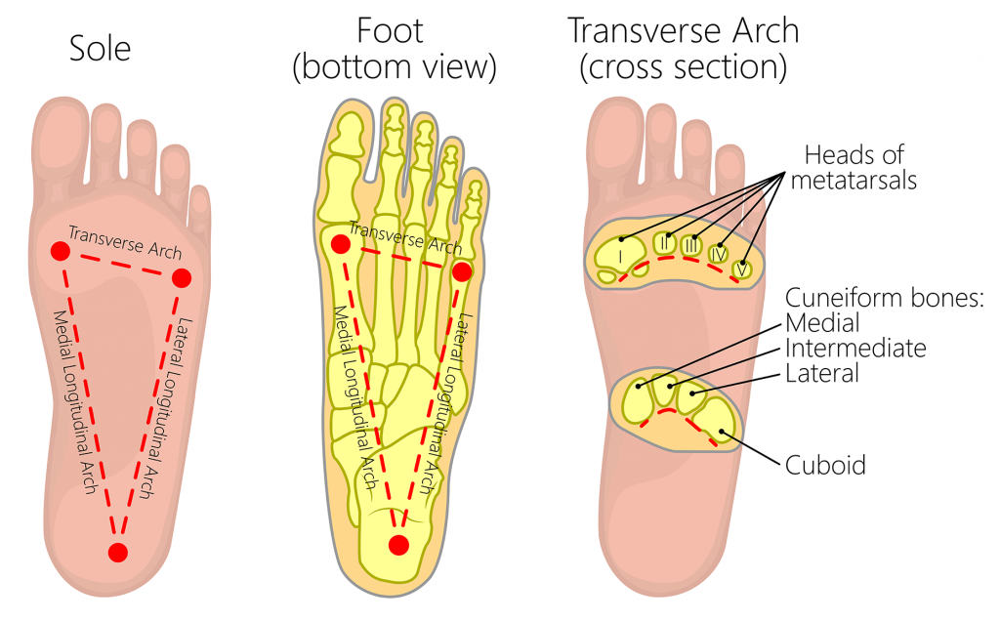 Sole
Transverse Arch
Medial Longitudinal Arch
Lateral Longitudinal Arch
Foot
(bottom view)
Transverse Arch
Medial Longitudinal Arch
Lateral Longitudinal Arch
Transverse Arch
(cross section)
Heads of
metatarsals
I
II
III
IV
V
Cuneiform bones:
Medial
Intermediate
Lateral
Cuboid